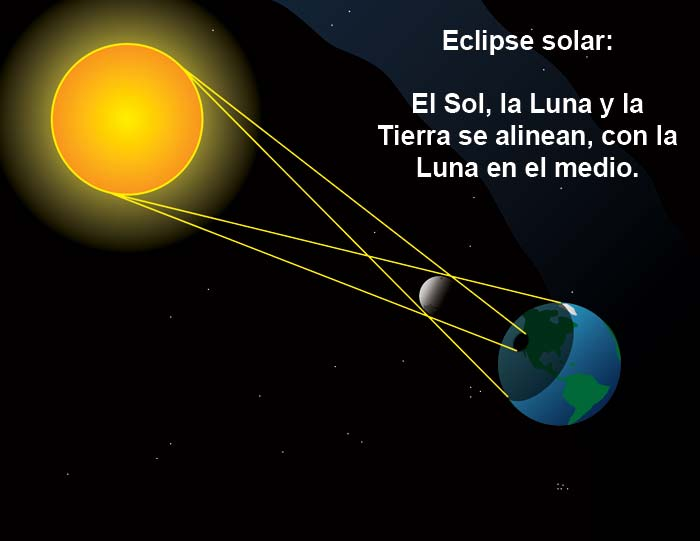 Eclipse solar:
El Sol, la Luna y la
Tierra se alinean, con la
Luna en el medio.